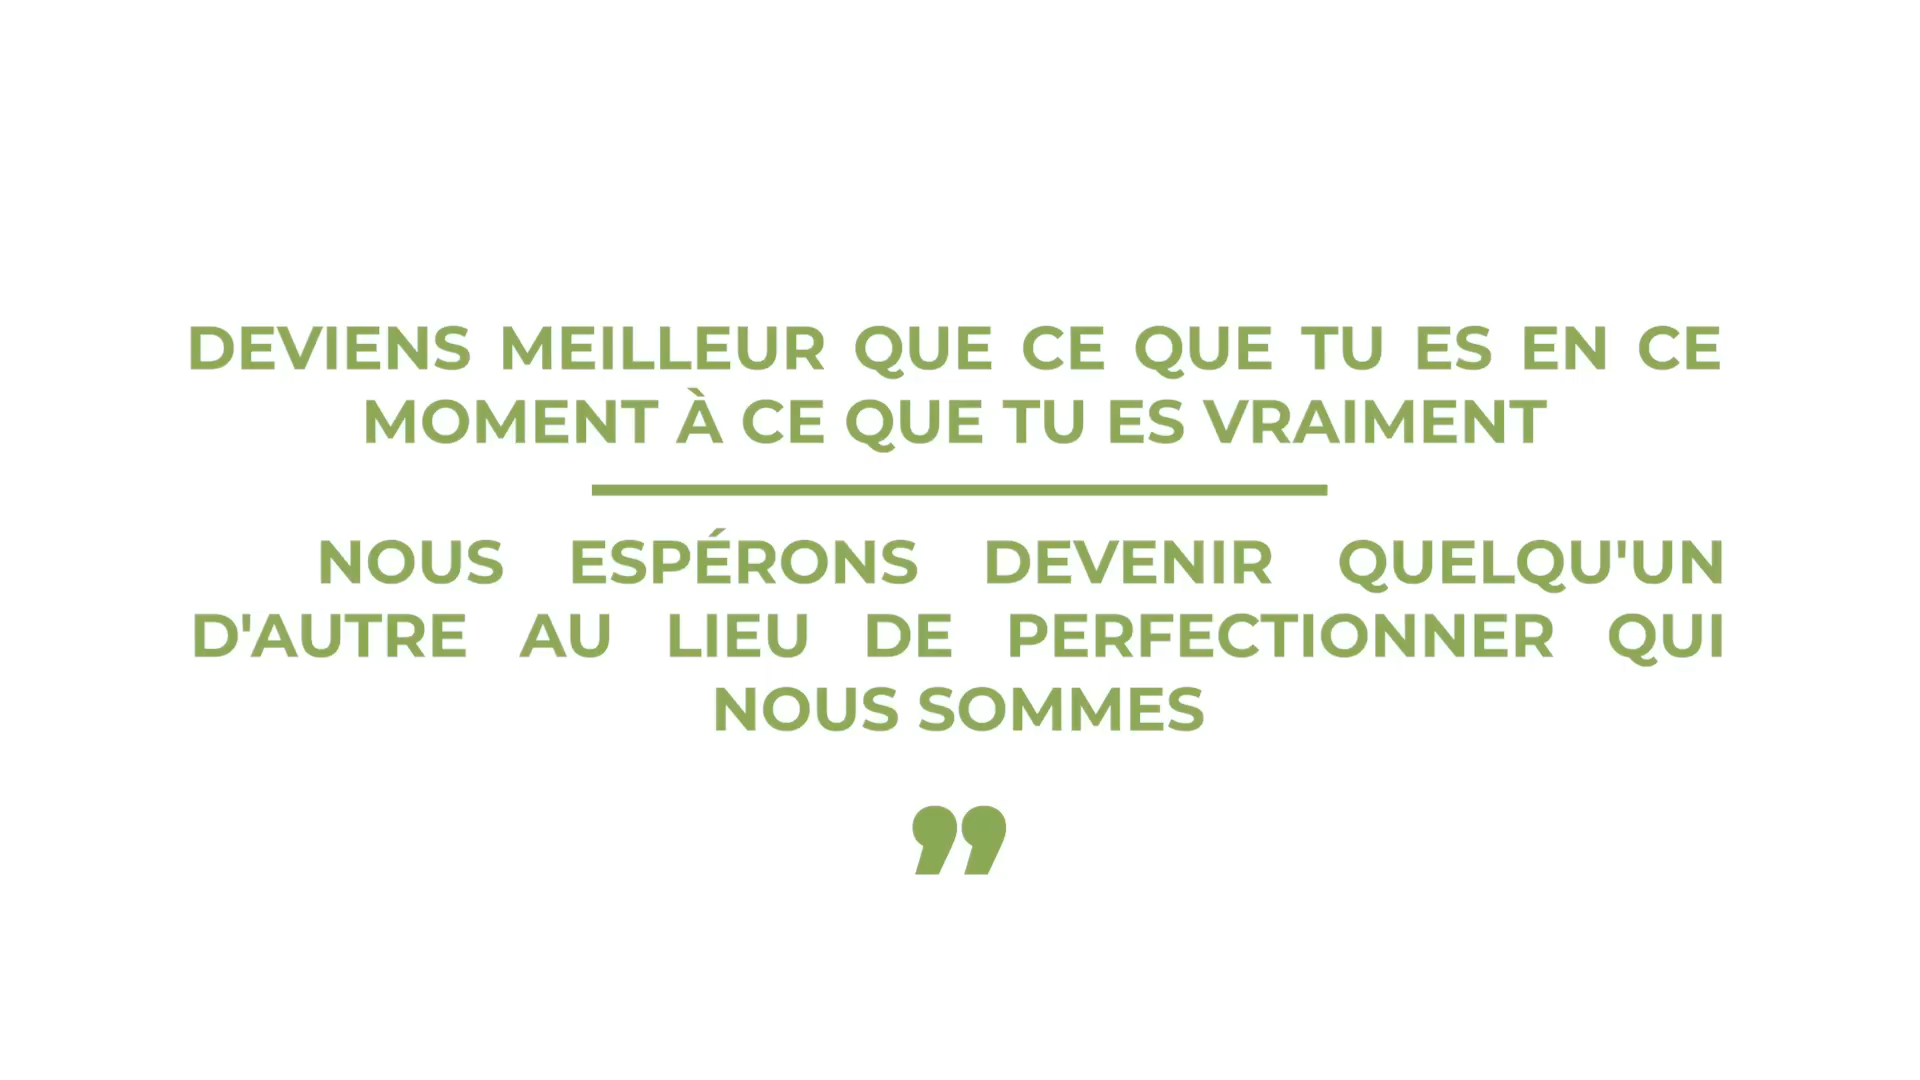 DEVIENS MEILLEUR QUE CE QUE TU ES EN CE
MOMENT À CE QUE TU ES VRAIMENT
NOUS ESPÉRONS DEVENIR QUELQU'UN
D'AUTRE AU LIEU DE PERFECTIONNER QUI
NOUS SOMMES
”